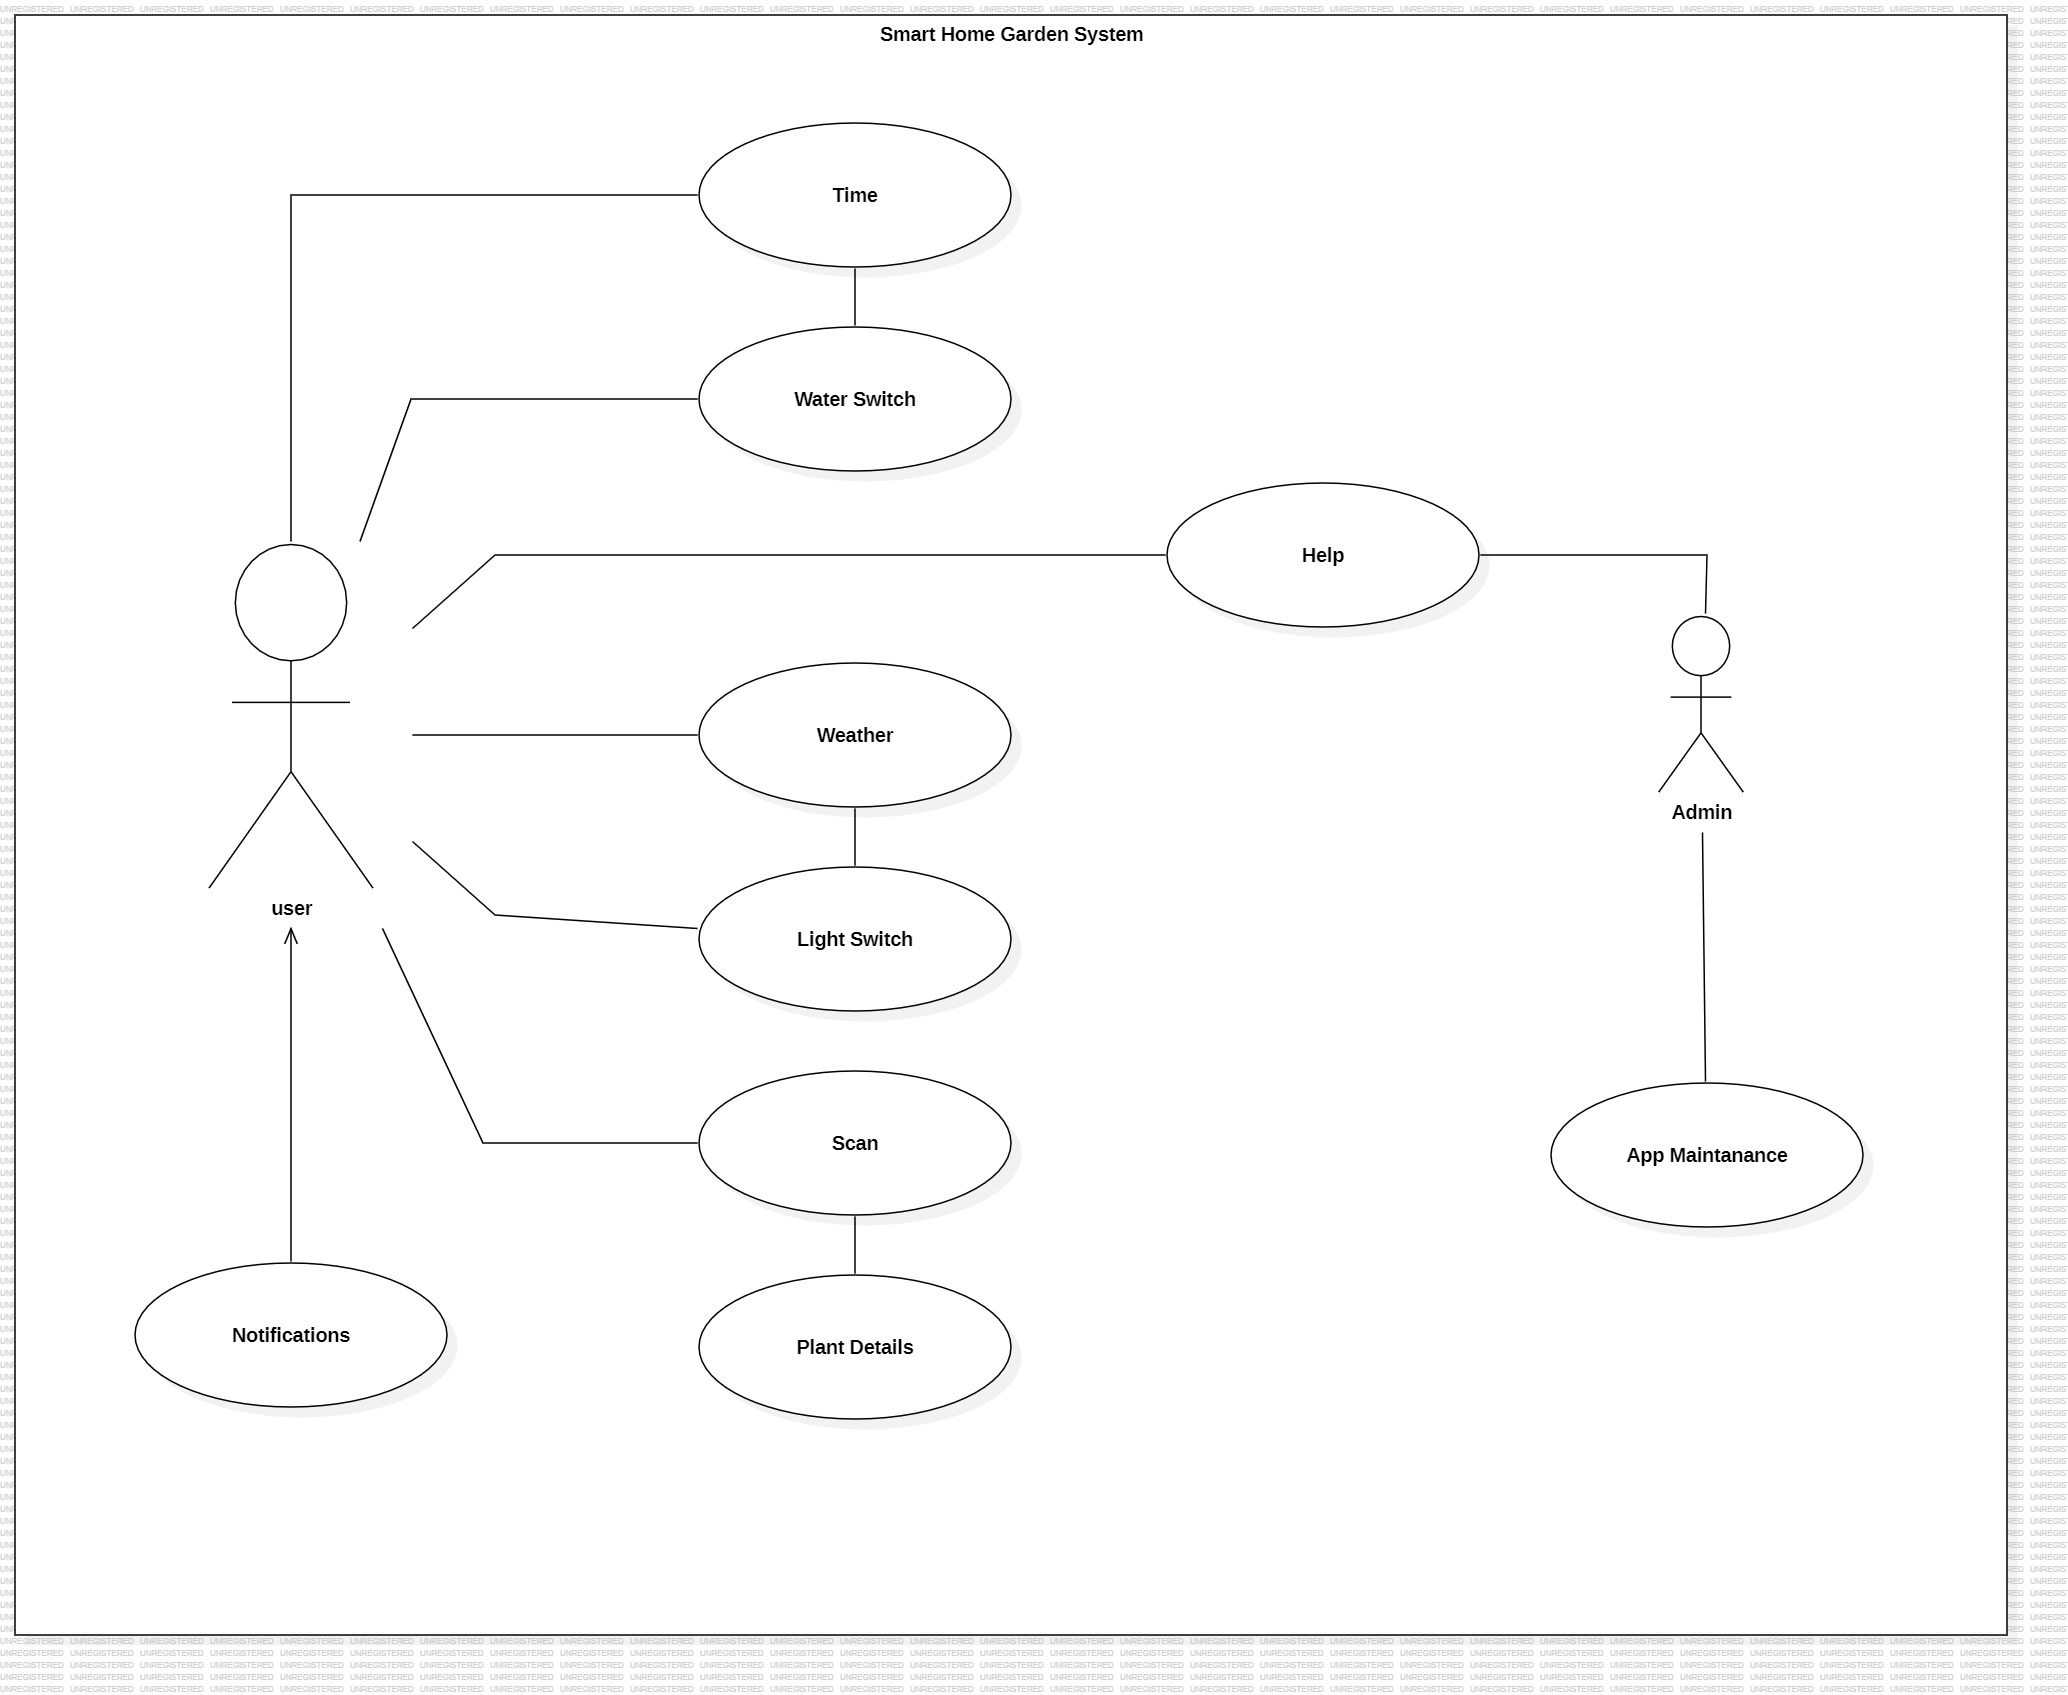 Smart Home Garden System
Time
Water Switch
Help
Weather
Admin
user
Light Switch
Scan
App Maintanance
Notifications
Plant Details
UNREGISTERED